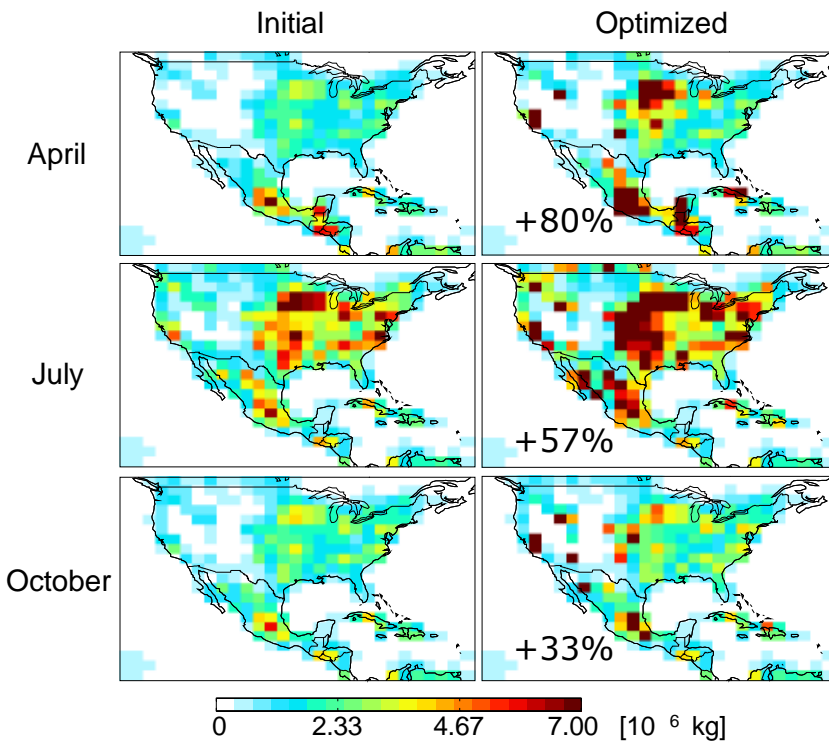 Initial Optimized
April
+80%
July
+57%
October
+33%
0 2.33 4.67 7.00 [10 6 kg]